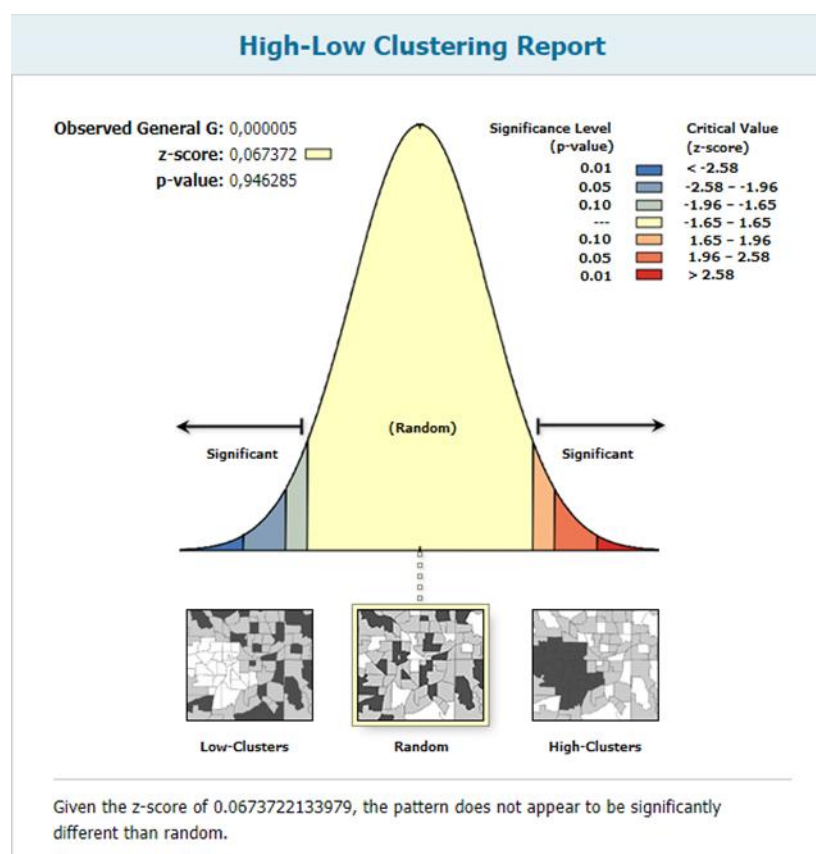 High-Low Clustering Report
Observed General G: 0,000005
z-score: 0,067372
p-value: 0,946285
Significance Level
(p-value)
Critical Value
(z-score)
0.01 < -2.58
0.05 -2.58 – -1.96
0.10 -1.96 – -1.65
--- -1.65 – 1.65
0.10 1.65 – 1.96
0.05 1.96 – 2.58
0.01 > 2.58
Significant
(Random)
Significant
Low-Clusters
Random
High-Clusters
Given the z-score of 0.0673722133979, the pattern does not appear to be significantly
different than random.